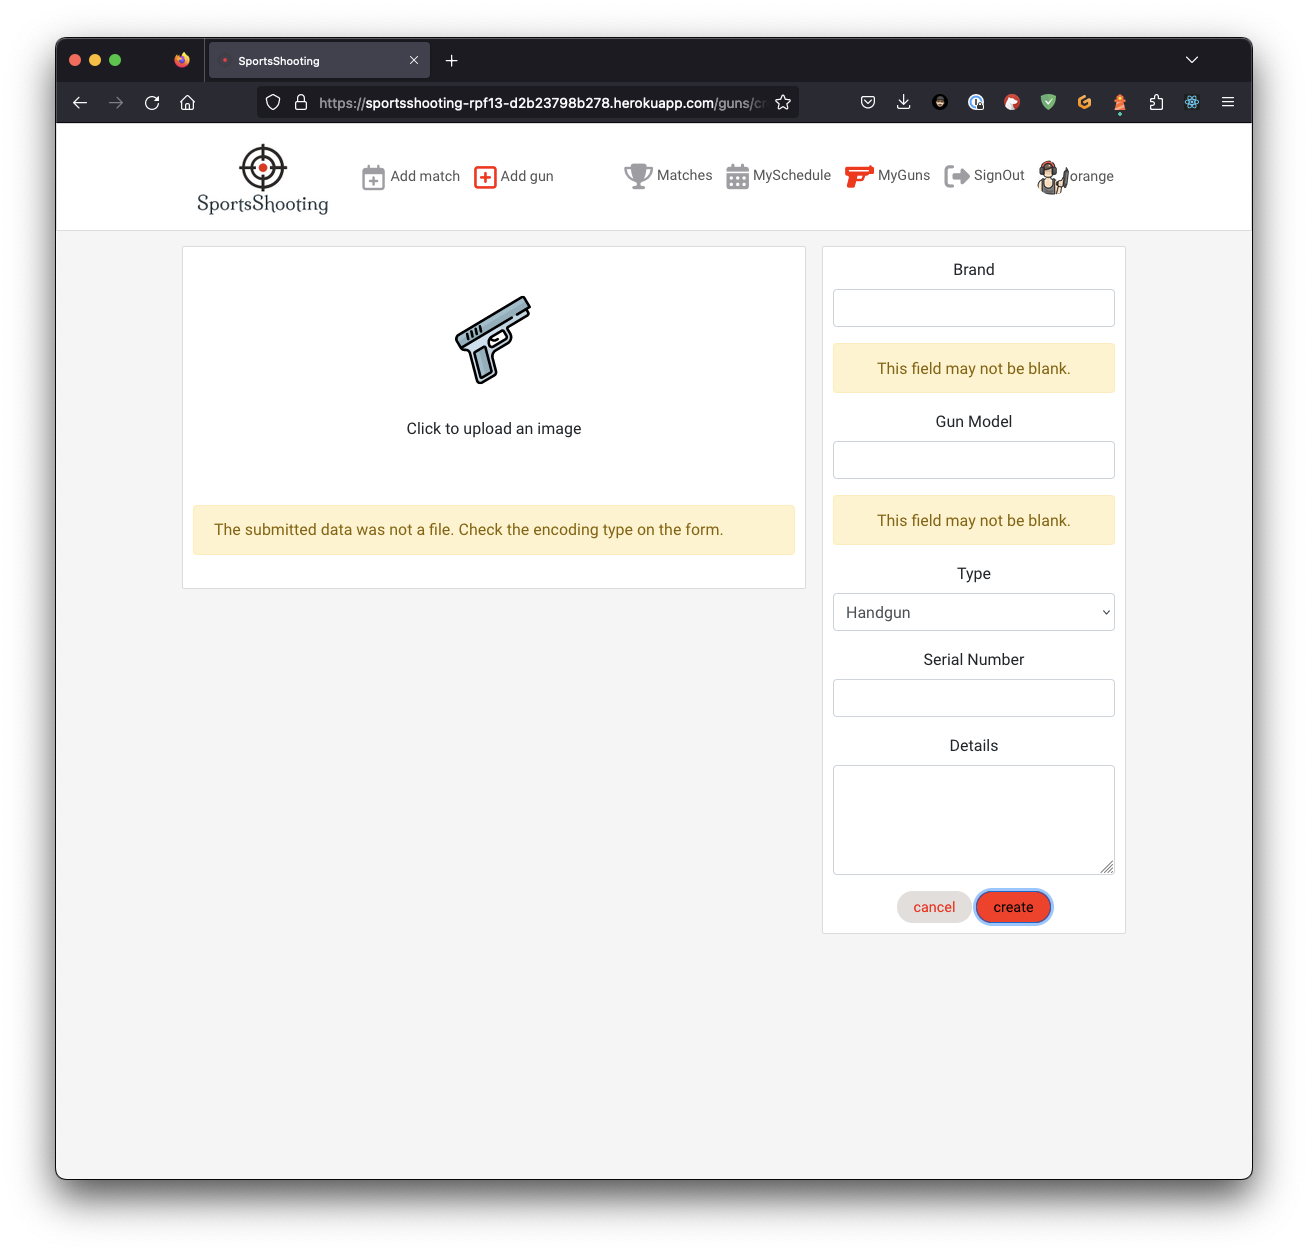 SportsShooting
https://sportsshooting-rpf13-d2b23798b278.herokuapp.com/guns/cr
SportsShooting
Add match
Add gun
Matches
MySchedule
MyGuns
SignOut
orange
Click to upload an image
The submitted data was not a file. Check the encoding type on the form.
Brand
This field may not be blank.
Gun Model
This field may not be blank.
Type
Handgun
Serial Number
Details
cancel
create